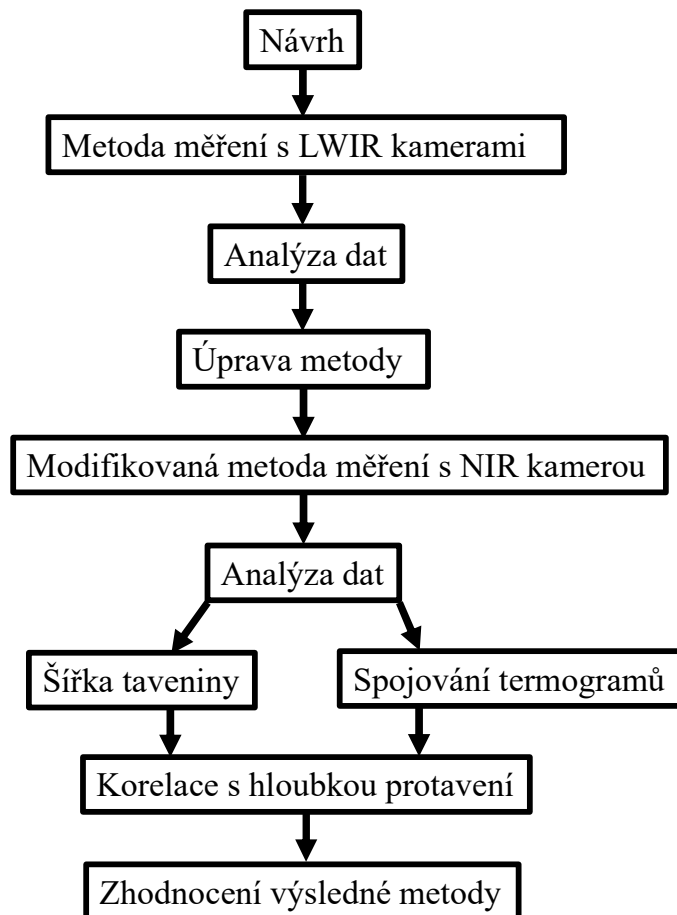 Návrh
Metoda měření s LWIR kamerami
Analýza dat
Úprava metody
Modifikovaná metoda měření s NIR kamerou
Analýza dat
Šířka taveniny
Spojování termogramů
Korelace s hloubkou protavení
Zhodnocení výsledné metody